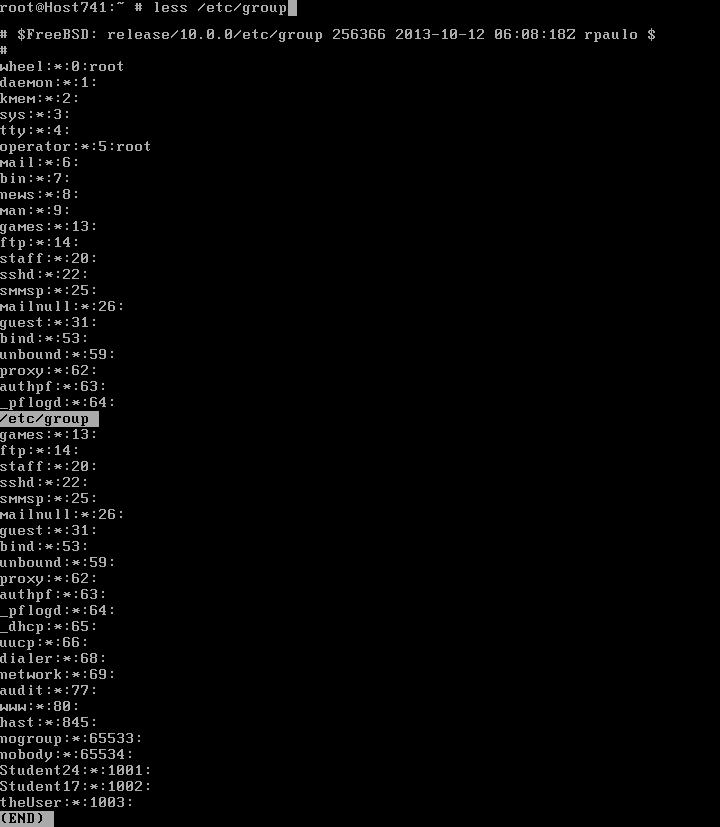 root@Host741:~ # less /etc/group
# $FreeBSD: release/10.0.0/etc/group 256366 2013-10-12 06:08:18Z rpaulo $
#
wheel:*:0:root
daemon:*:1:
kmem:*:2:
sys:*:3:
tty:*:4:
operator:*:5:root
mail:*:6:
bin:*:7:
news:*:8:
man:*:9:
games:*:13:
ftp:*:14:
staff:*:20:
sshd:*:22:
smmsp:*:25:
mailnull:*:26:
guest:*:31:
bind:*:53:
unbound:*:59:
proxy:*:62:
authpf:*:63:
_pflogd:*:64:
/etc/group
games:*:13:
ftp:*:14:
staff:*:20:
sshd:*:22:
smmsp:*:25:
mailnull:*:26:
guest:*:31:
bind:*:53:
unbound:*:59:
proxy:*:62:
authpf:*:63:
_pflogd:*:64:
_dhcp:*:65:
uucp:*:66:
dialer:*:68:
network:*:69:
audit:*:77:
www:*:80:
hast:*:845:
nogroup:*:65533:
nobody:*:65534:
Student24:*:1001:
Student17:*:1002:
theUser:*:1003:
(END)